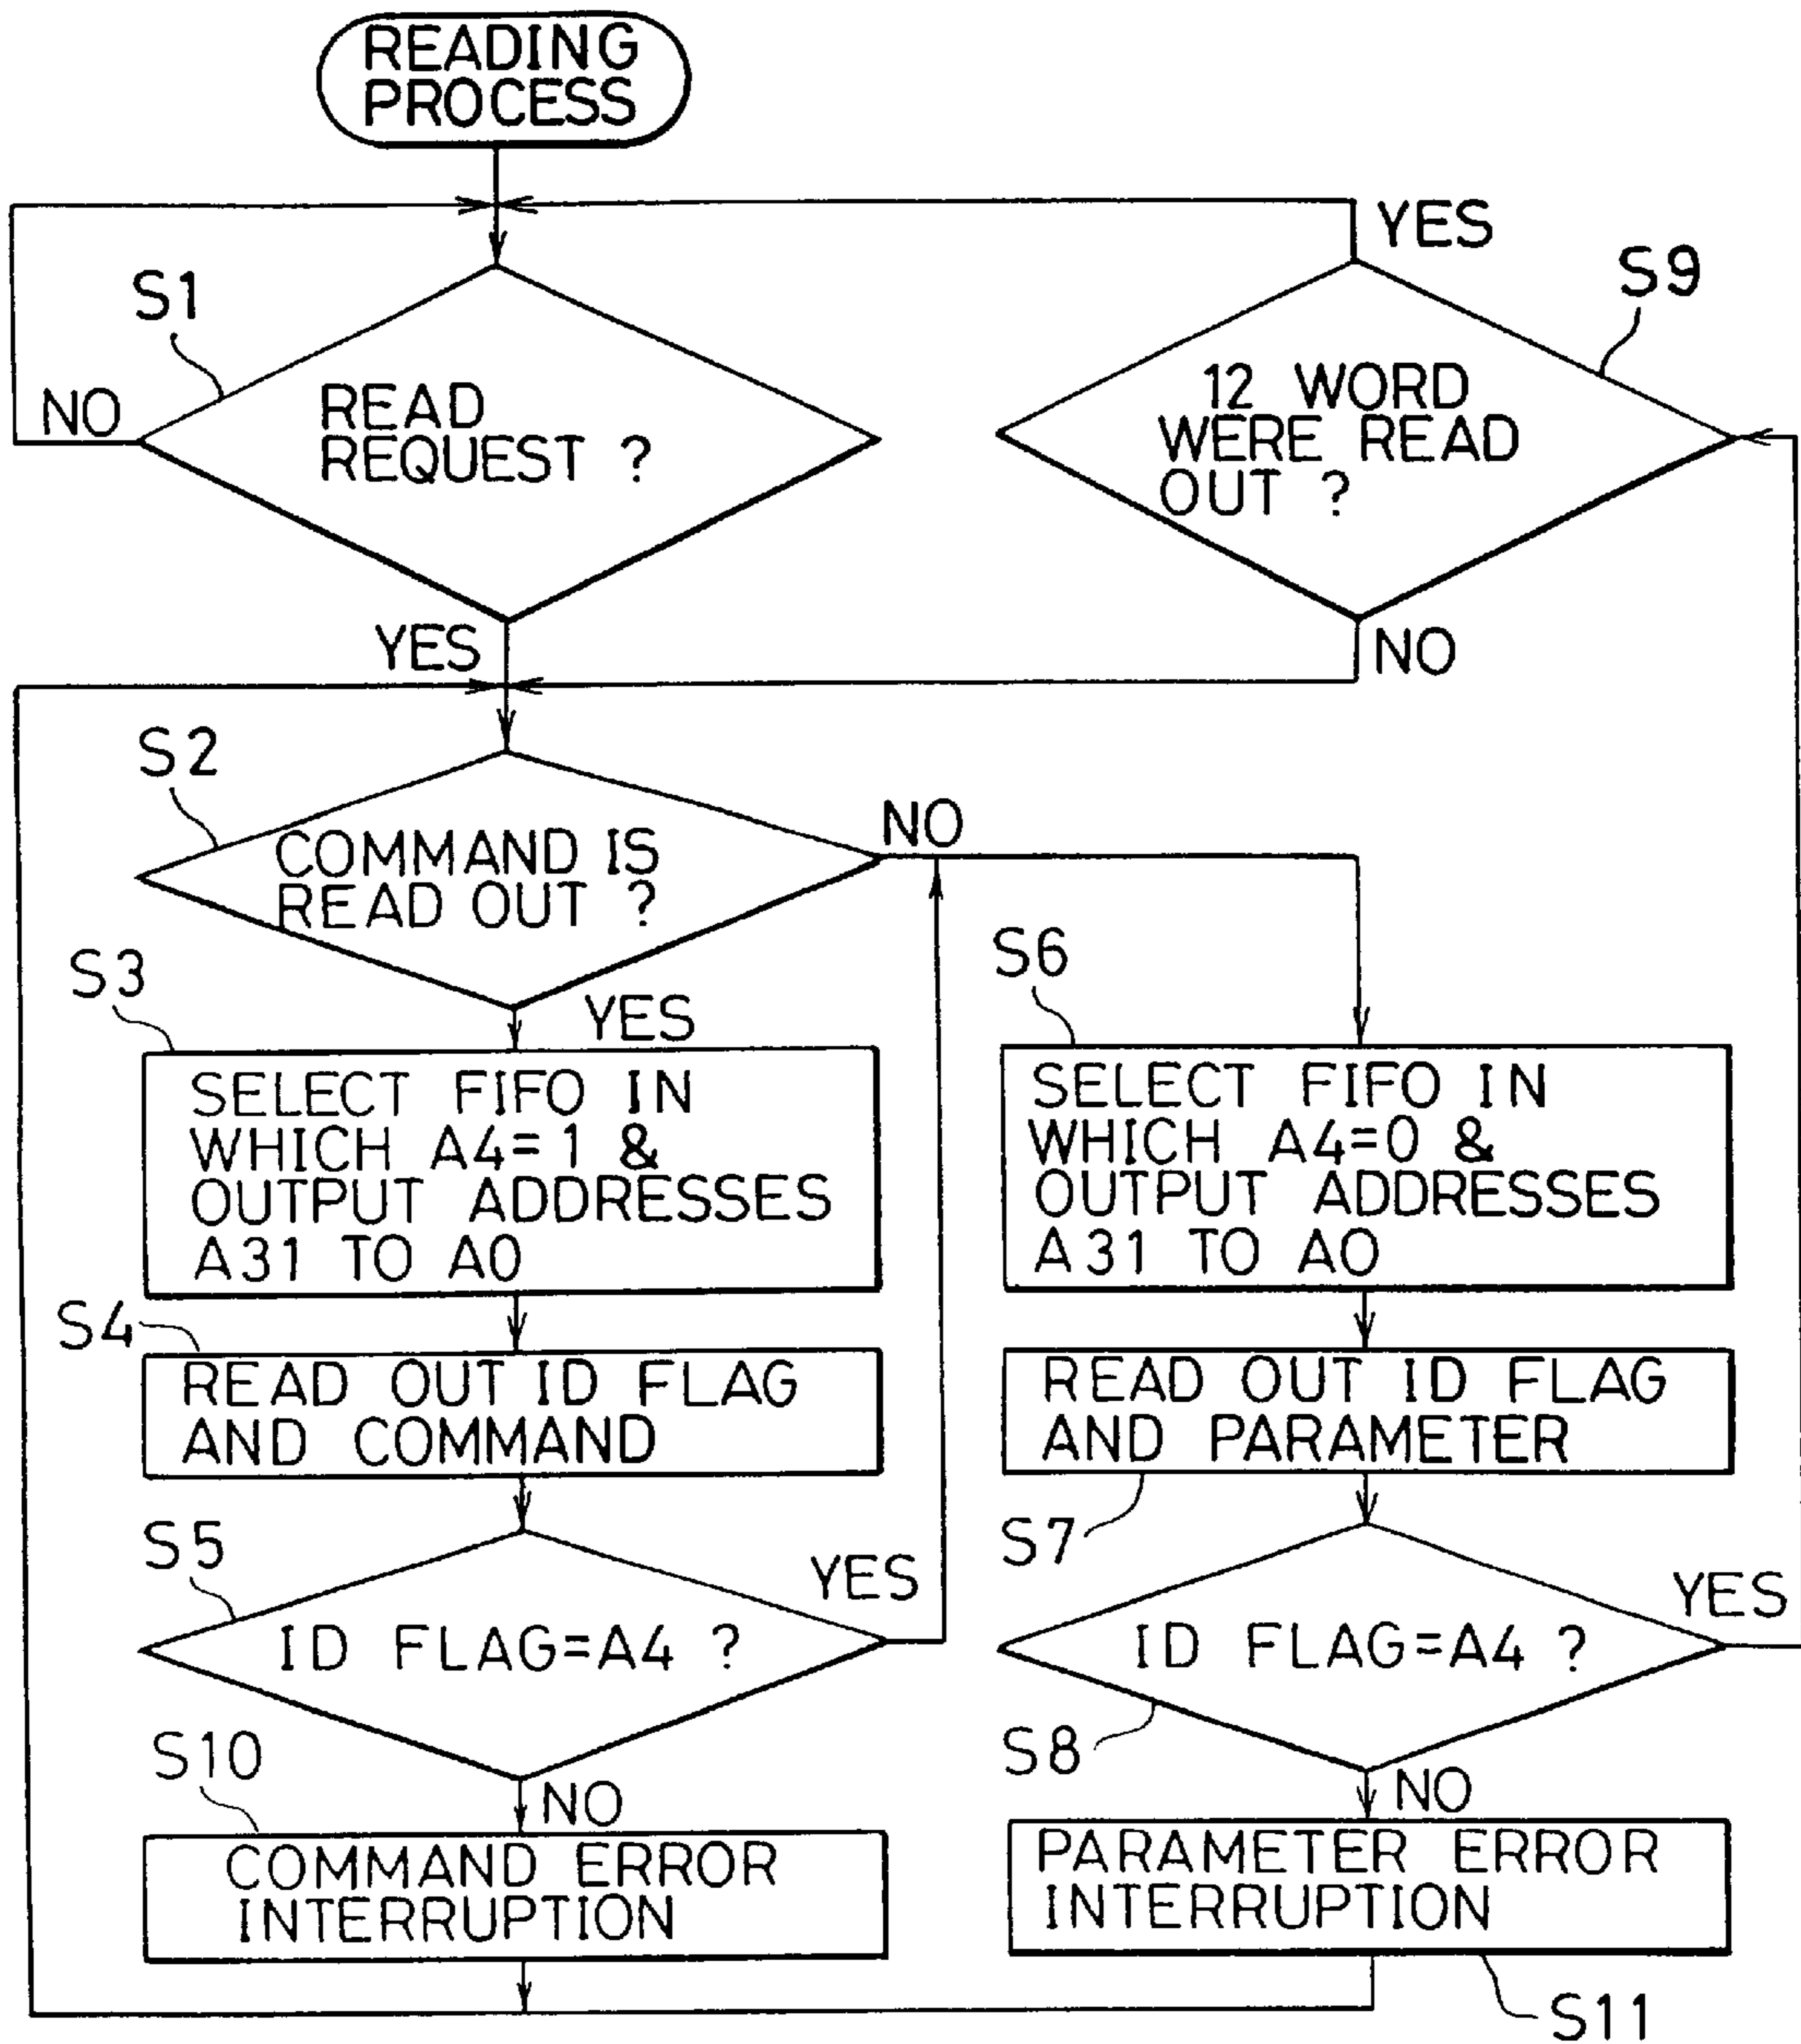 READING
PROCESS
YES
S1
S9
NO
READ
REQUEST ?
12 WORD
WERE READ
OUT ?
YES
NO
S2
NO
COMMAND IS
READ OUT ?
S3
YES
S6
SELECT FIFO IN
WHICH A4=1 &
OUTPUT ADDRESSES
A31 TO A0
SELECT FIFO IN
WHICH A4=0 &
OUTPUT ADDRESSES
A31 TO A0
S4
READ OUT ID FLAG
AND COMMAND
READ OUT ID FLAG
AND PARAMETER
S5
YES
S7
YES
ID FLAG=A4 ?
ID FLAG=A4 ?
S10
NO
S8
NO
COMMAND ERROR
INTERRUPTION
PARAMETER ERROR
INTERRUPTION
S11